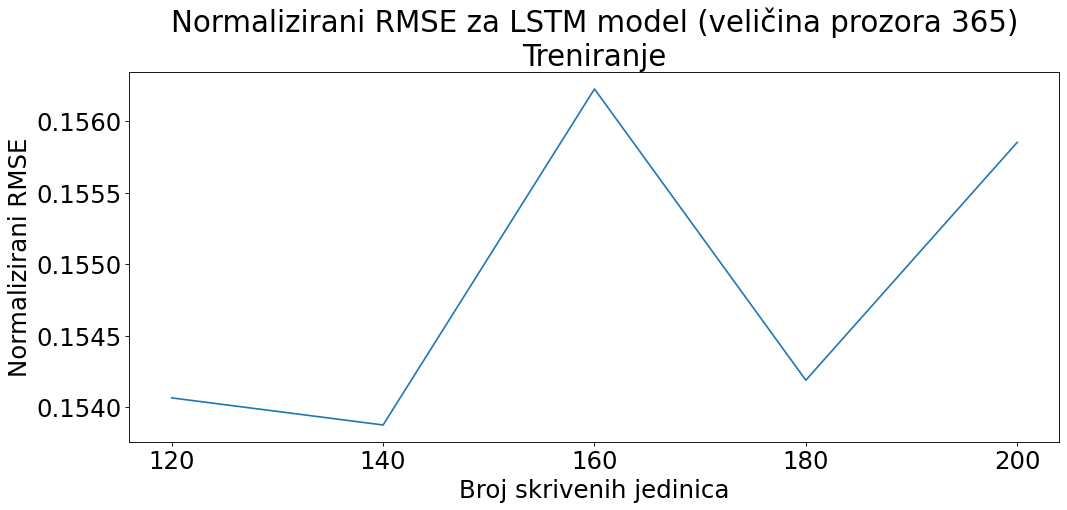 Normalizirani RMSE za LSTM model (veličina prozora 365)
Treniranje
Normalizirani RMSE
0.1560
0.1555
0.1550
0.1545
0.1540
120 140 160 180 200
Broj skrivenih jedinica